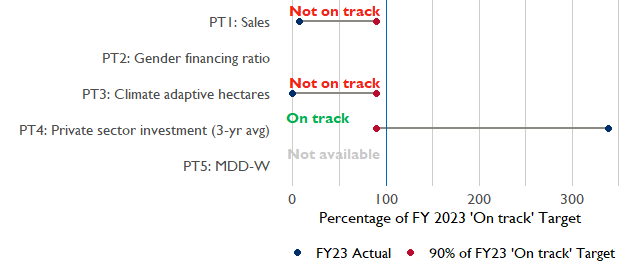 Not on track
PT1: Sales
PT2: Gender financing ratio
Not on track
PT3: Climate adaptive hectares
On track
PT4: Private sector investment (3-yr avg)
Not available
PT5: MDD-W
0 100 200 300
Percentage of FY 2023 'On track' Target
FY23 Actual 90% of FY23 'On track' Target